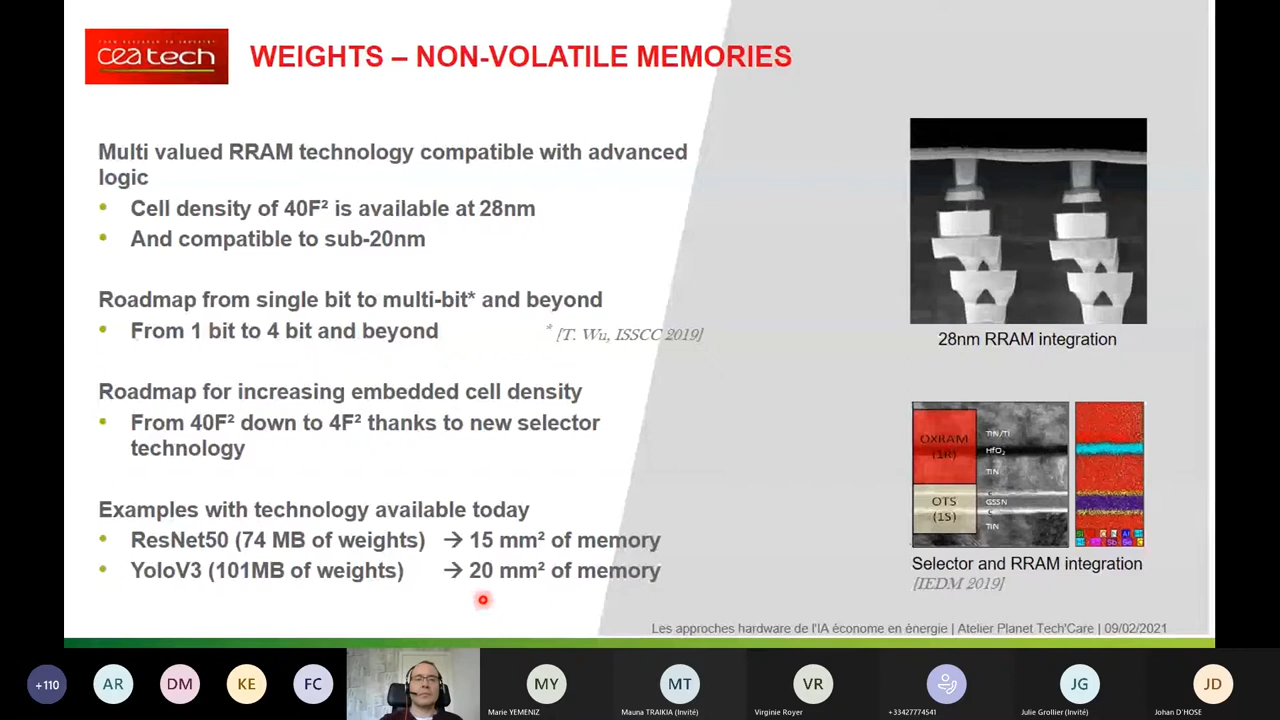 FROM RESEARCH TO INDUSTRY
ceatech
WEIGHTS – NON-VOLATILE MEMORIES
Multi valued RRAM technology compatible with advanced
logic
• Cell density of 40F² is available at 28nm
• And compatible to sub-20nm
Roadmap from single bit to multi-bit* and beyond
• From 1 bit to 4 bit and beyond
* [T. Wu, ISSCC 2019]
Roadmap for increasing embedded cell density
• From 40F² down to 4F² thanks to new selector
technology
Examples with technology available today
• ResNet50 (74 MB of weights) → 15 mm² of memory
• YoloV3 (101MB of weights) → 20 mm² of memory
28nm RRAM integration
OXRAM
(1R)
TiN/Ti
HfO₂
TiN
OTS
(1S)
C
GSSN
C
TiN
Selector and RRAM integration
[IEDM 2019]
Les approches hardware de l'IA économe en énergie | Atelier Planet Tech'Care | 09/02/2021
+110
AR
DM
KE
FC
MY
Marie YEMENIZ
MT
Mauna TRAIKIA (Invité)
VR
Virginie Royer
+33427774541
JG
Julie Grollier (Invité)
JD
Johan D'HOSE